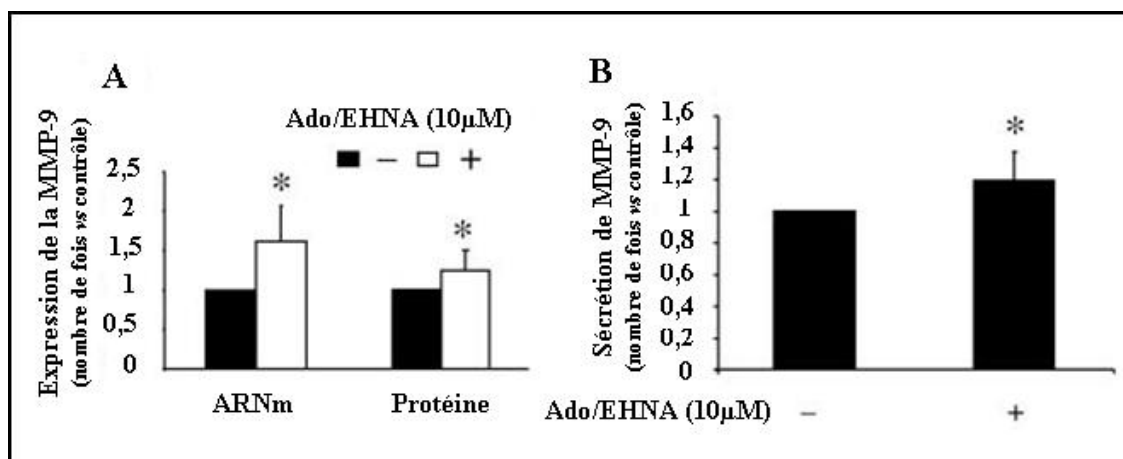 A
Ado/EHNA (10µM)
– +
Expression de la MMP-9
(nombre de fois vs contrôle)
2,5
2
1,5
1
0,5
0
* *
ARNm Protéine
B
Sécrétion de MMP-9
(nombre de fois vs contrôle)
1,6
1,4
1,2
1
0,8
0,6
0,4
0,2
0
*
Ado/EHNA (10µM) – +